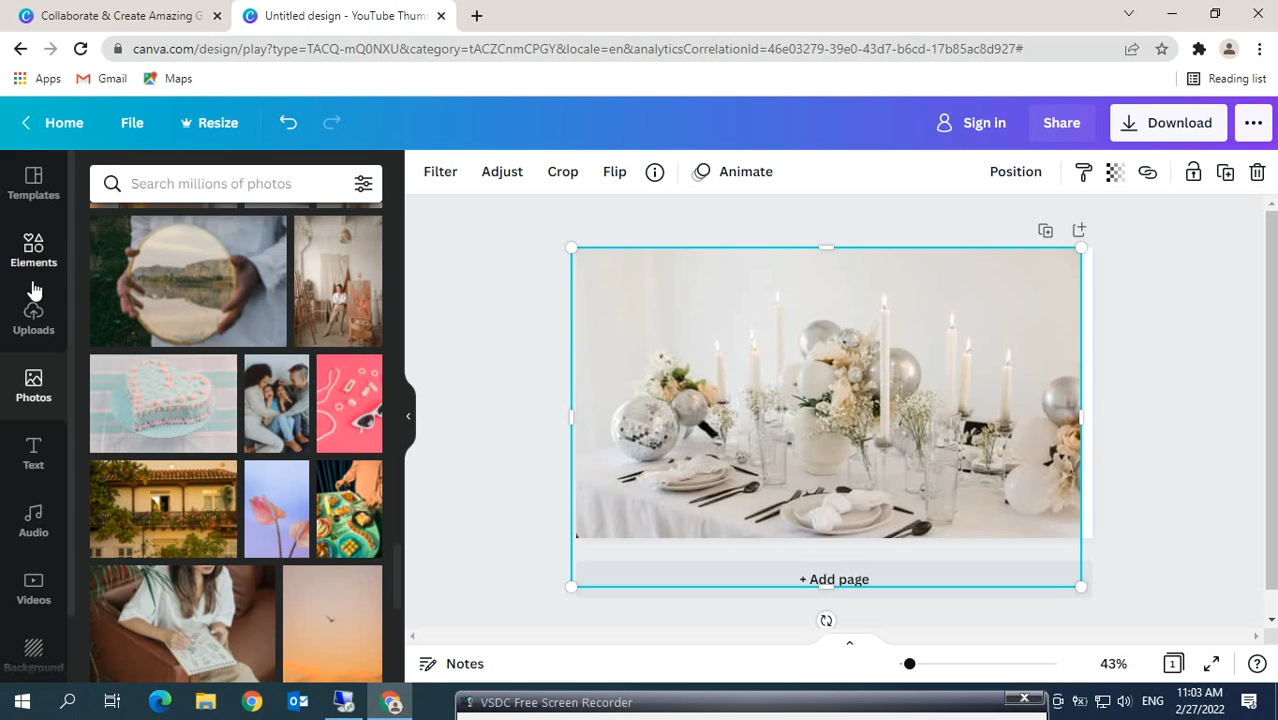 Collaborate & Create Amazing G
Untitled design - YouTube Thum
canva.com/design/play?type=TACQ-mQ0NXU&category=tACZCnmCPGY&locale=en&analyticsCorrelationId=46e03279-39e0-43d7-b6cd-17b85ac8d927#
Apps
Gmail
Maps
Reading list
Home
File
Resize
Sign in
Share
Download
Templates
Elements
Uploads
Photos
Text
Audio
Videos
Background
Search millions of photos
Filter
Adjust
Crop
Flip
Animate
Position
+ Add page
Notes
43%
1
VSDC Free Screen Recorder
ENG
11:03 AM
2/27/2022